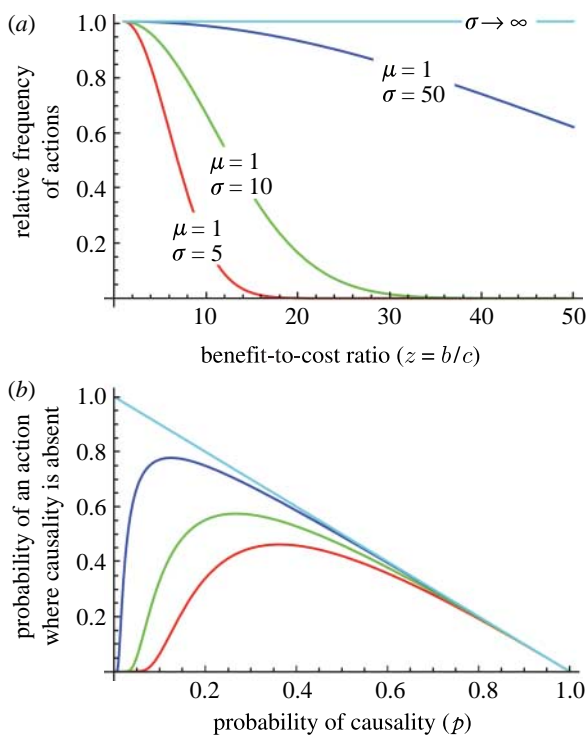 (a)
1.0
0.8
0.6
0.4
0.2
relative frequency
of actions
σ → ∞
μ = 1
σ = 50
μ = 1
σ = 10
μ = 1
σ = 5
10 20 30 40 50
benefit-to-cost ratio (z = b/c)
(b)
1.0
0.8
0.6
0.4
0.2
probability of an action
where causality is absent
0.2 0.4 0.6 0.8 1.0
probability of causality (p)